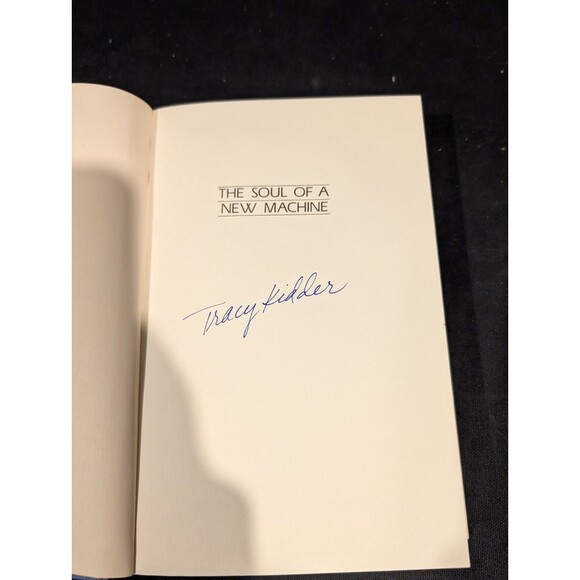 THE SOUL OF A
NEW MACHINE
Tracy Kidder